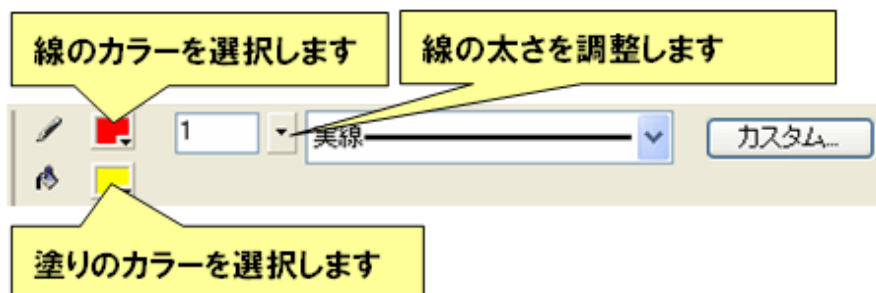 線のカラーを選択します
線の太さを調整します
1
実線
カスタム...
塗りのカラーを選択します